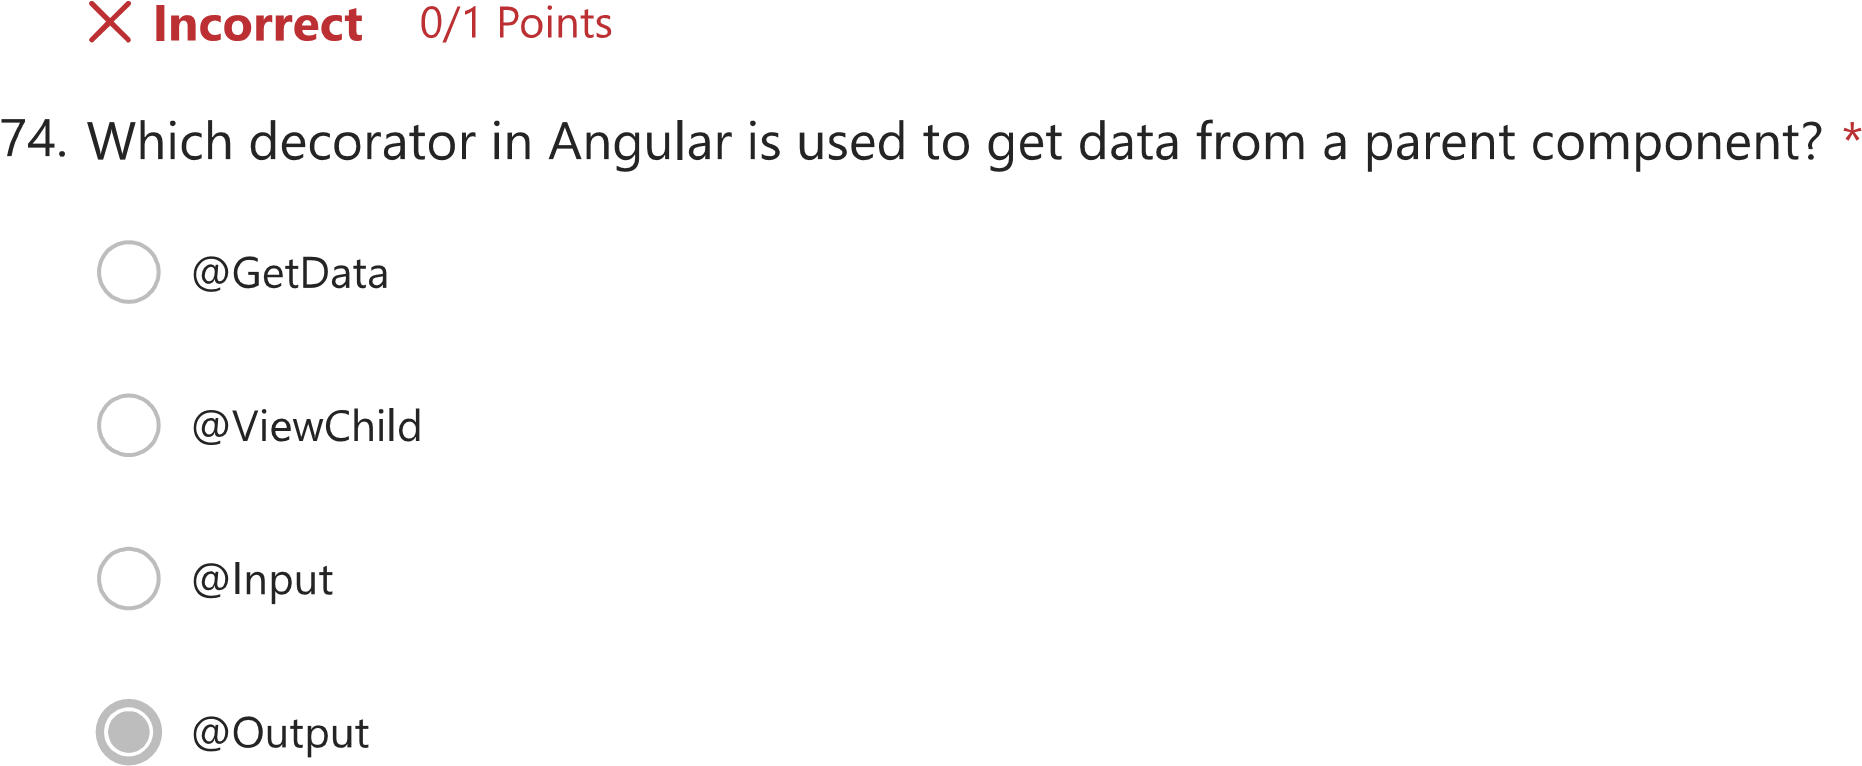 Incorrect 0/1 Points
74. Which decorator in Angular is used to get data from a parent component? *
@GetData
@ViewChild
@Input
@Output